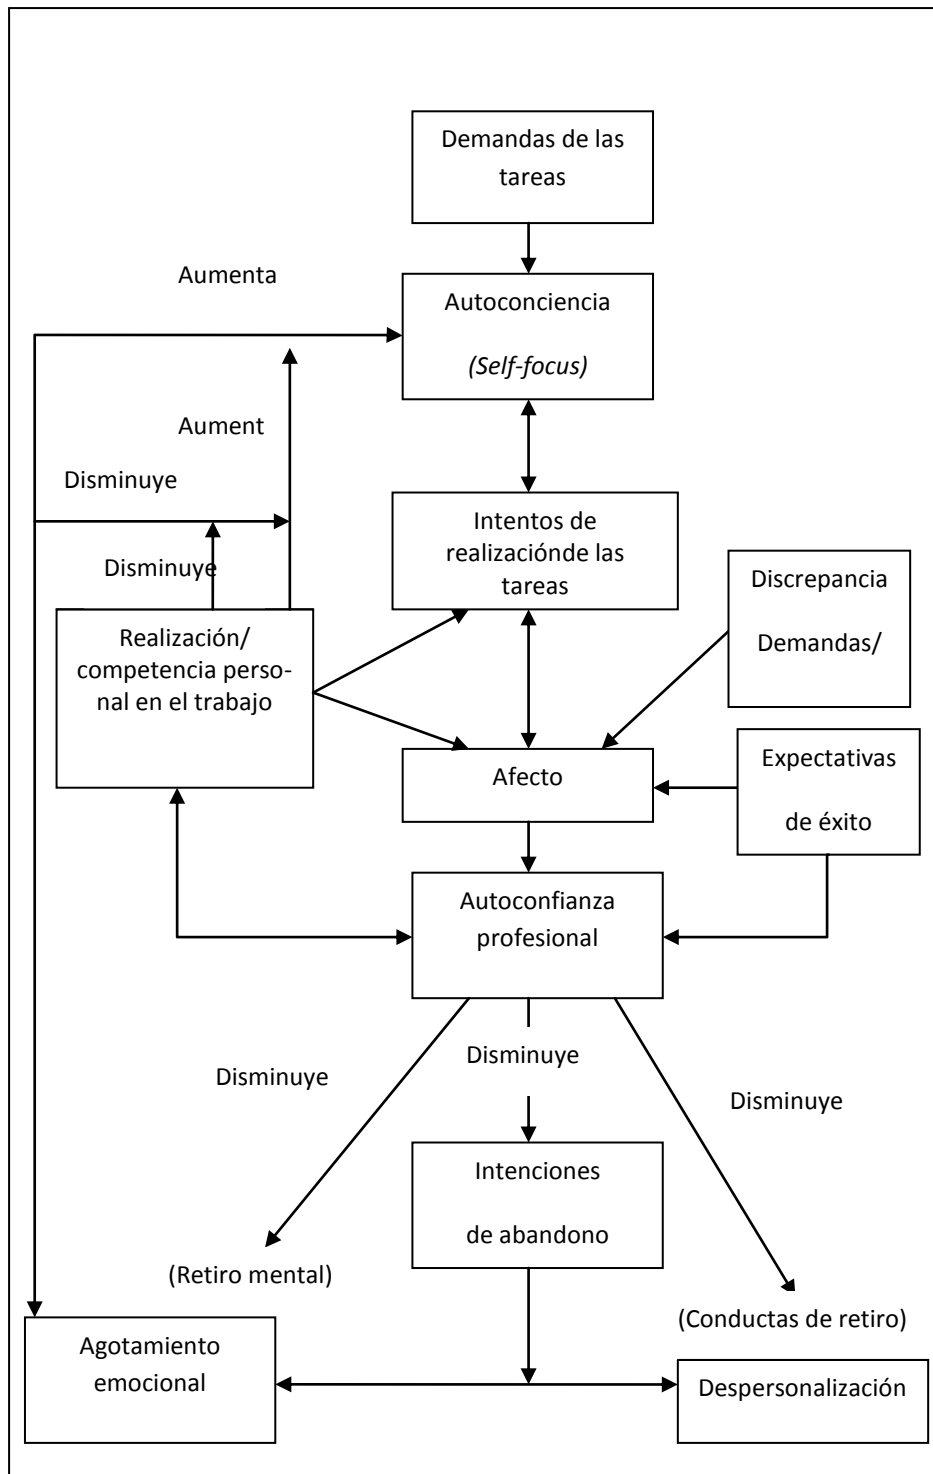 Demandas de las
tareas
Aumenta
Autoconciencia
(Self-focus)
Aument
Disminuye
Intentos de
realizaciónde las
tareas
Disminuye
Discrepancia
Demandas/
Realización/
competencia perso-
nal en el trabajo
Afecto
Expectativas
de éxito
Autoconfianza
profesional
Disminuye
Disminuye
Disminuye
Intenciones
de abandono
(Retiro mental)
(Conductas de retiro)
Agotamiento
emocional
Despersonalización